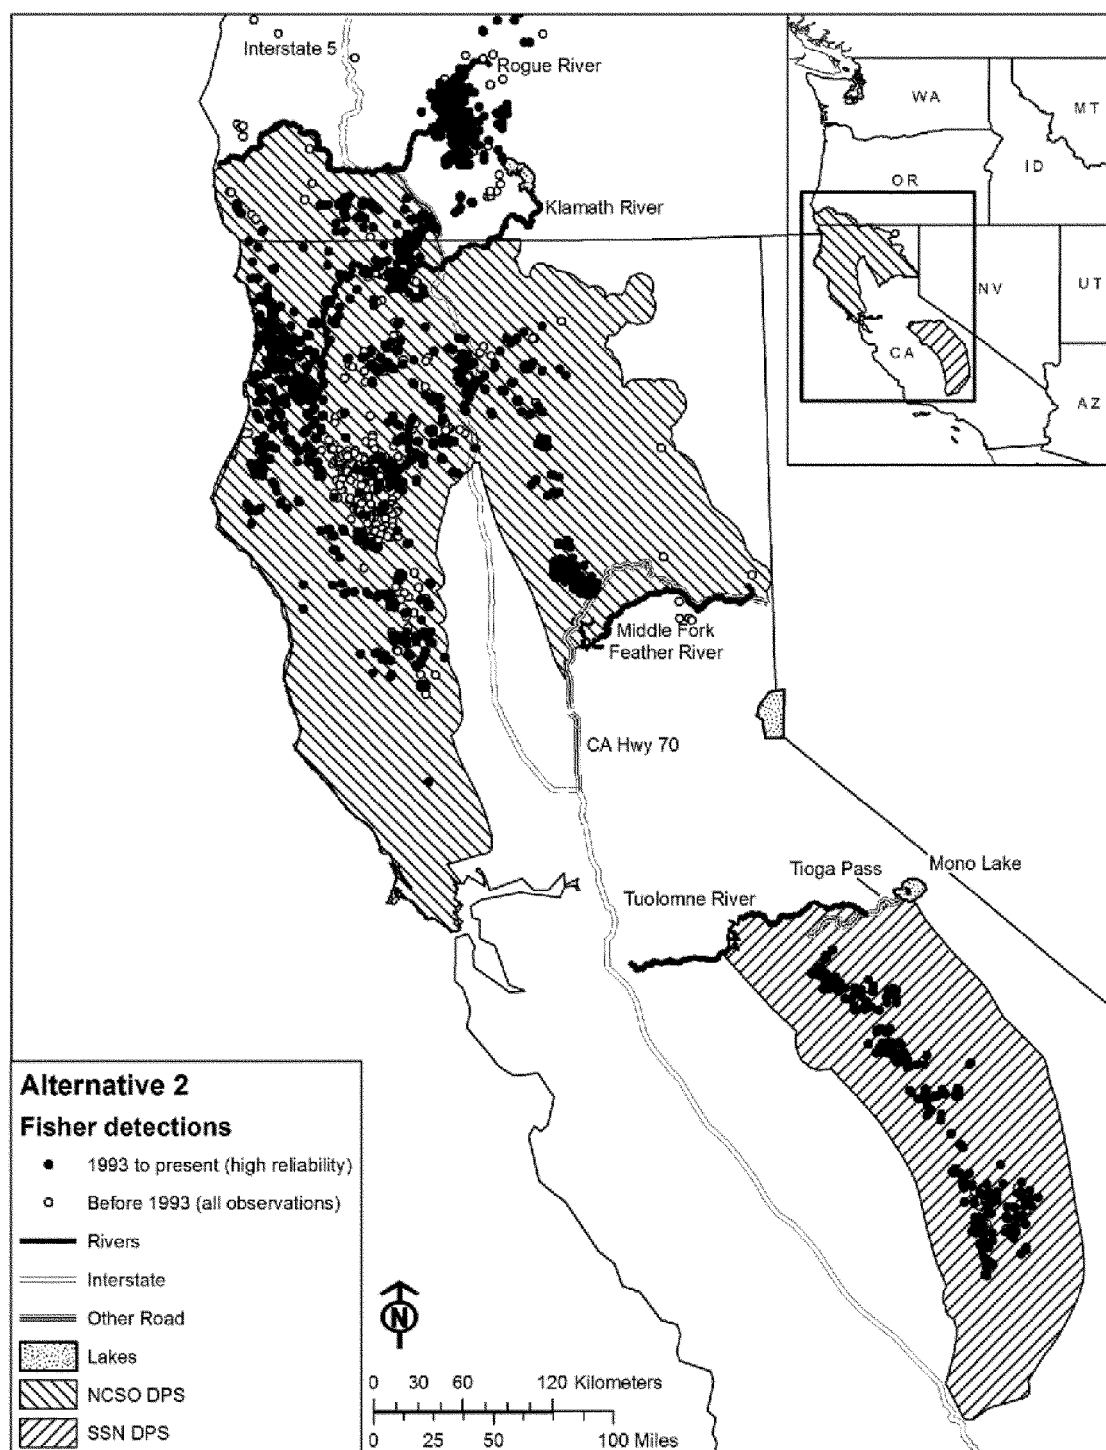 Interstate 5
Rogue River
Klamath River
WA
MT
OR
ID
NV
UT
CA
AZ
Middle Fork
Feather River
CA Hwy 70
Tioga Pass
Mono Lake
Tuolomne River
Alternative 2
Fisher detections
1993 to present (high reliability)
Before 1993 (all observations)
Rivers
Interstate
Other Road
Lakes
NCSO DPS
SSN DPS
N
0 30 60 120 Kilometers
0 25 50 100 Miles